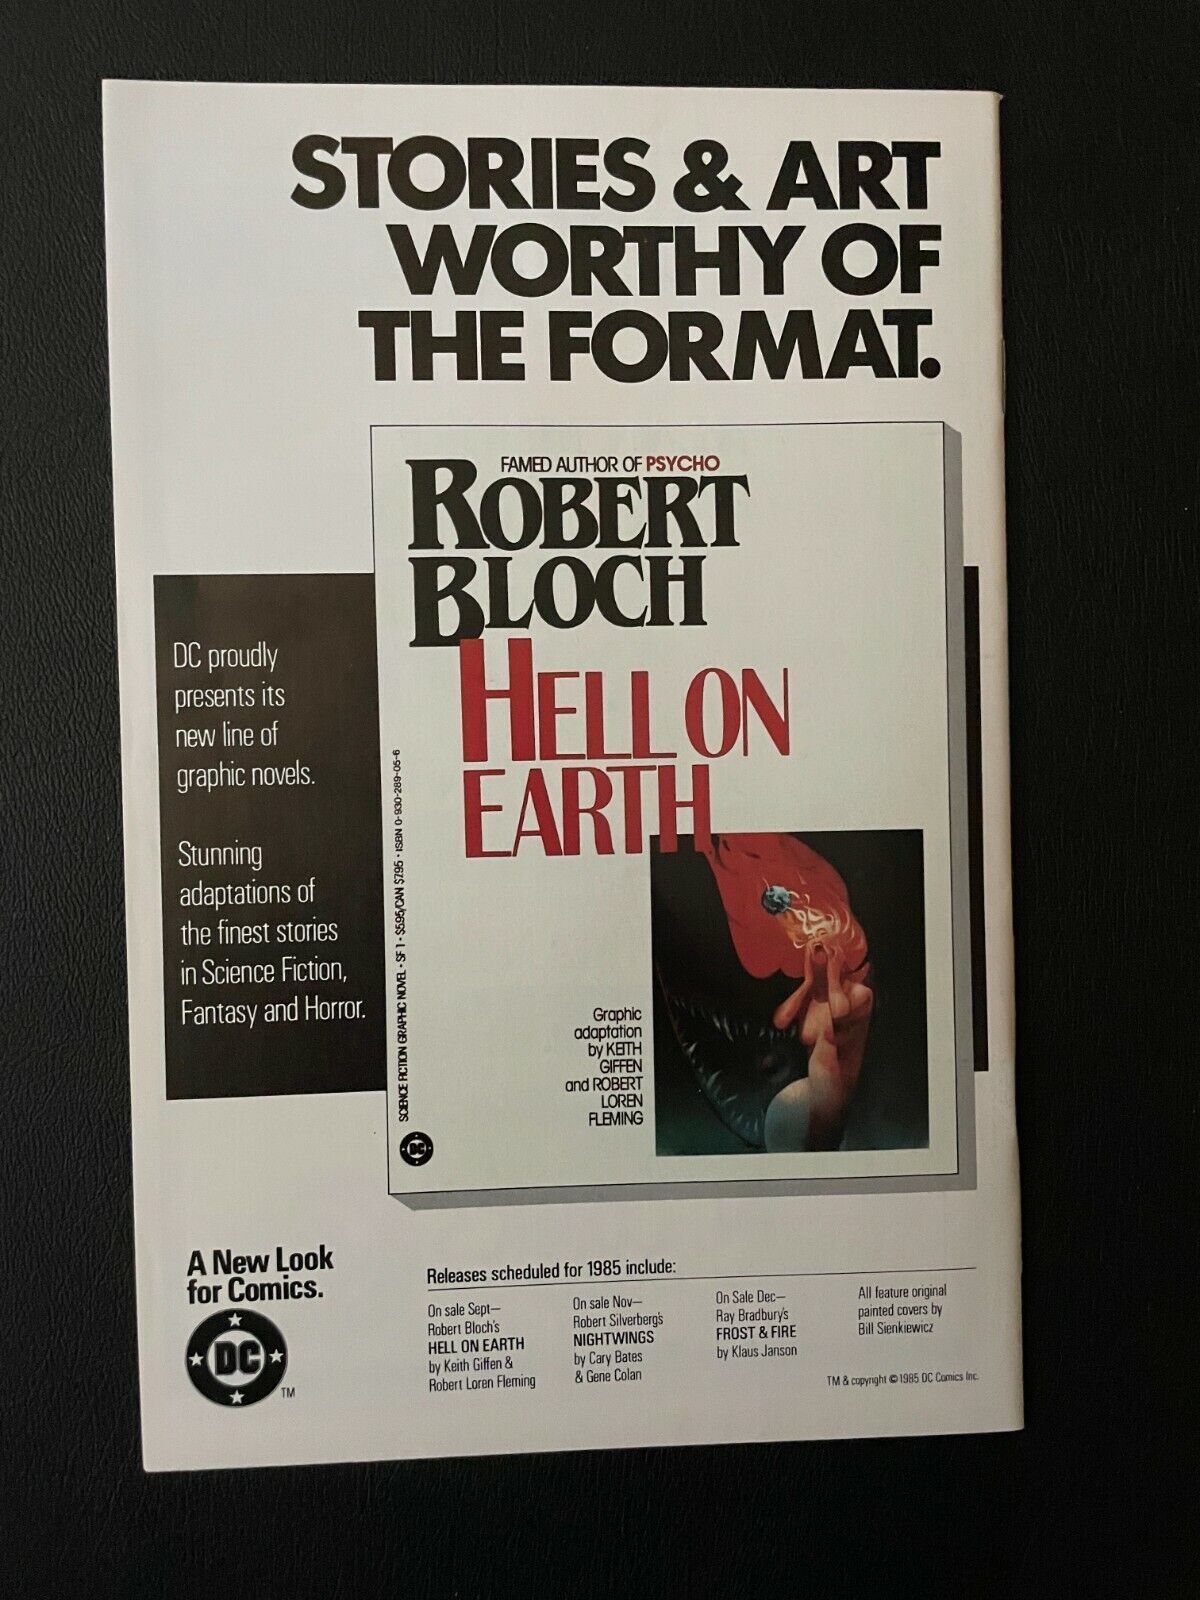 STORIES & ART
WORTHY OF
THE FORMAT.
FAMED AUTHOR OF PSYCHO
ROBERT
BLOCH
HELL ON
EARTH
DC proudly
presents its
new line of
graphic novels.
Stunning
adaptations of
the finest stories
in Science Fiction,
Fantasy and Horror.
SCIENCE FICTION GRAPHIC NOVEL • SF 1 • $5.95/CAN $7.95 • ISBN 0-930-289-05-6
Graphic
adaptation
by KEITH
GIFFEN
and ROBERT
LOREN
FLEMING
DC
A New Look
for Comics.
DC
TM
Releases scheduled for 1985 include:
On sale Sept—
Robert Bloch's
HELL ON EARTH
by Keith Giffen &
Robert Loren Fleming
On sale Nov—
Robert Silverberg's
NIGHTWINGS
by Cary Bates
& Gene Colan
On Sale Dec—
Ray Bradbury's
FROST & FIRE
by Klaus Janson
All feature original
painted covers by
Bill Sienkiewicz
TM & copyright © 1985 DC Comics Inc.